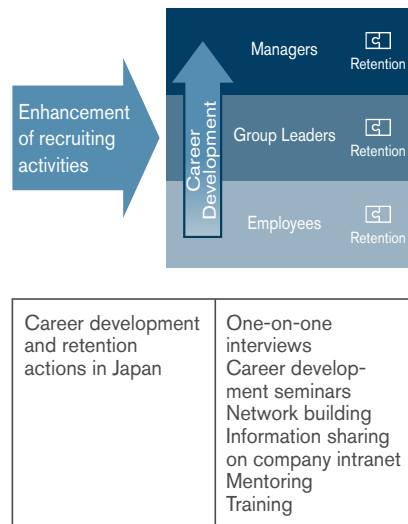 Managers
Retention
Enhancement
of recruiting
activities
Career
Development
Group Leaders
Retention
Employees
Retention
Career development
and retention
actions in Japan
One-on-one
interviews
Career develop-
ment seminars
Network building
Information sharing
on company intranet
Mentoring
Training